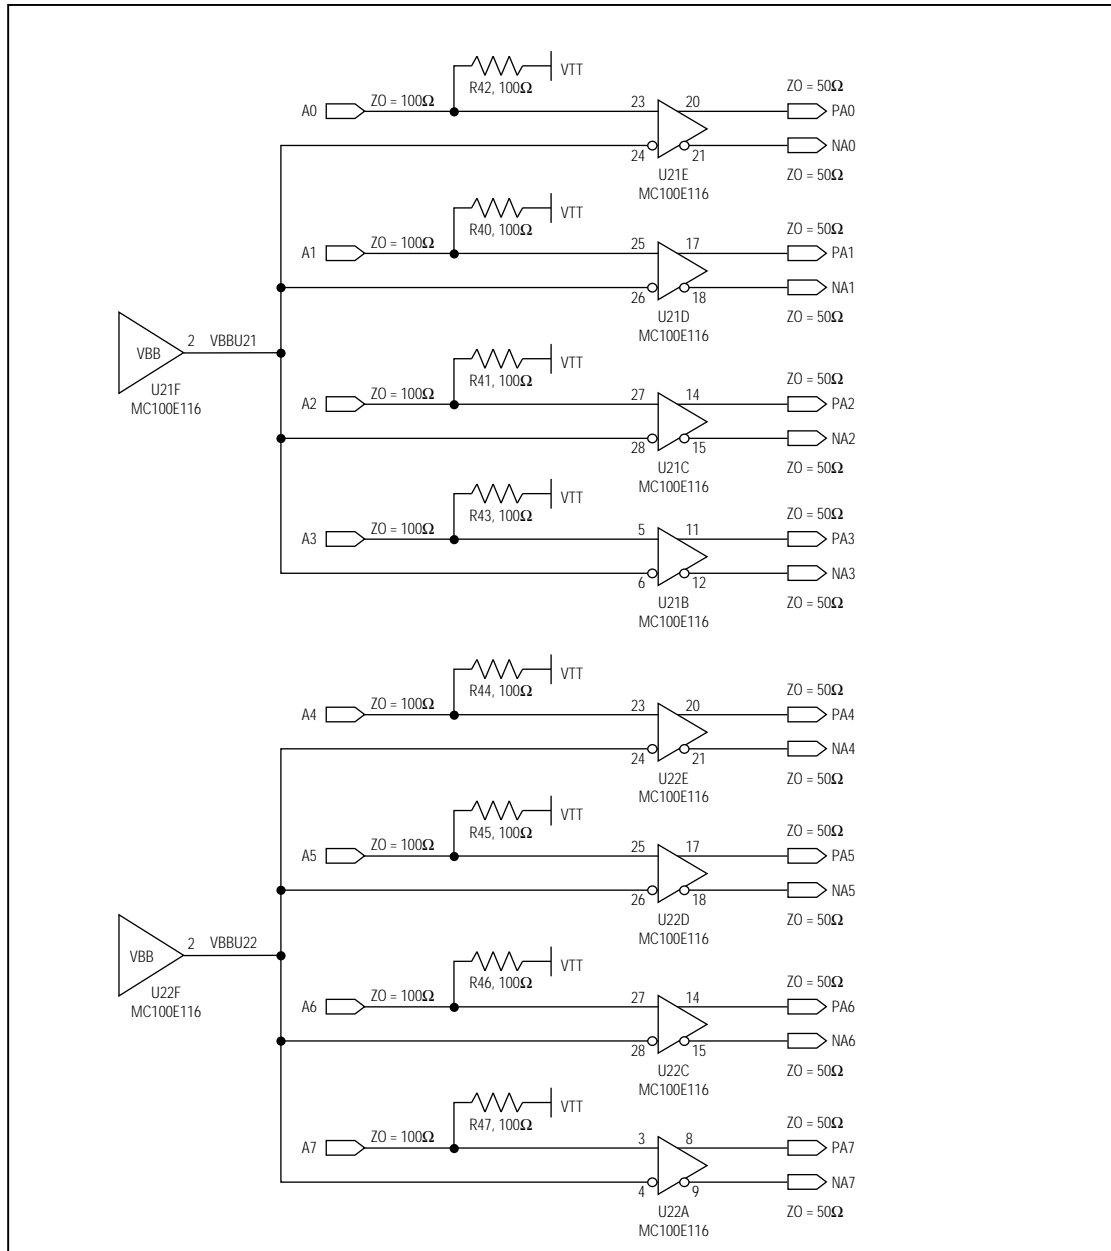 VTT
ZO = 50Ω
R42, 100Ω
A0 ZO = 100Ω 23 20 PA0
24 21 NA0
U21E
MC100E116
ZO = 50Ω
VTT
ZO = 50Ω
R40, 100Ω
A1 ZO = 100Ω 25 17 PA1
26 18 NA1
U21D
MC100E116
ZO = 50Ω
VBB 2 VBBU21
U21F
MC100E116
VTT
ZO = 50Ω
R41, 100Ω
A2 ZO = 100Ω 27 14 PA2
28 15 NA2
U21C
MC100E116
ZO = 50Ω
VTT
ZO = 50Ω
R43, 100Ω
A3 ZO = 100Ω 5 11 PA3
6 12 NA3
U21B
MC100E116
ZO = 50Ω
VTT
ZO = 50Ω
R44, 100Ω
A4 ZO = 100Ω 23 20 PA4
24 21 NA4
U22E
MC100E116
ZO = 50Ω
VTT
ZO = 50Ω
R45, 100Ω
A5 ZO = 100Ω 25 17 PA5
26 18 NA5
U22D
MC100E116
ZO = 50Ω
VBB 2 VBBU22
U22F
MC100E116
VTT
ZO = 50Ω
R46, 100Ω
A6 ZO = 100Ω 27 14 PA6
28 15 NA6
U22C
MC100E116
ZO = 50Ω
VTT
ZO = 50Ω
R47, 100Ω
A7 ZO = 100Ω 3 8 PA7
4 9 NA7
U22A
MC100E116
ZO = 50Ω